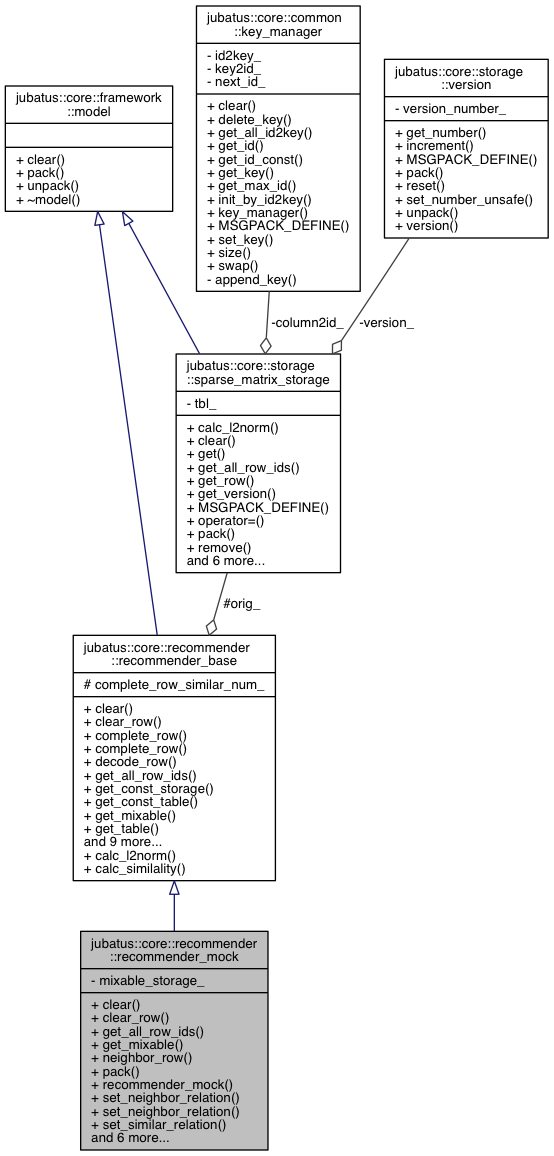 jubatus::core::common
::key_manager
- id2key_
- key2id_
- next_id_
+ clear()
+ delete_key()
+ get_all_id2key()
+ get_id()
+ get_id_const()
+ get_key()
+ get_max_id()
+ init_by_id2key()
+ key_manager()
+ MSGPACK_DEFINE()
+ set_key()
+ size()
+ swap()
- append_key()
jubatus::core::storage
::version
- version_number_
+ get_number()
+ increment()
+ MSGPACK_DEFINE()
+ pack()
+ reset()
+ set_number_unsafe()
+ unpack()
+ version()
jubatus::core::framework
::model
+ clear()
+ pack()
+ unpack()
+ ~model()
-column2id_
-version_
jubatus::core::storage
::sparse_matrix_storage
- tbl_
+ calc_l2norm()
+ clear()
+ get()
+ get_all_row_ids()
+ get_row()
+ get_version()
+ MSGPACK_DEFINE()
+ operator=()
+ pack()
+ remove()
and 6 more...
#orig_
jubatus::core::recommender
::recommender_base
# complete_row_similar_num_
+ clear()
+ clear_row()
+ complete_row()
+ complete_row()
+ decode_row()
+ get_all_row_ids()
+ get_const_storage()
+ get_const_table()
+ get_mixable()
+ get_table()
and 9 more...
+ calc_l2norm()
+ calc_similality()
jubatus::core::recommender
::recommender_mock
- mixable_storage_
+ clear()
+ clear_row()
+ get_all_row_ids()
+ get_mixable()
+ neighbor_row()
+ pack()
+ recommender_mock()
+ set_neighbor_relation()
+ set_neighbor_relation()
+ set_similar_relation()
and 6 more...